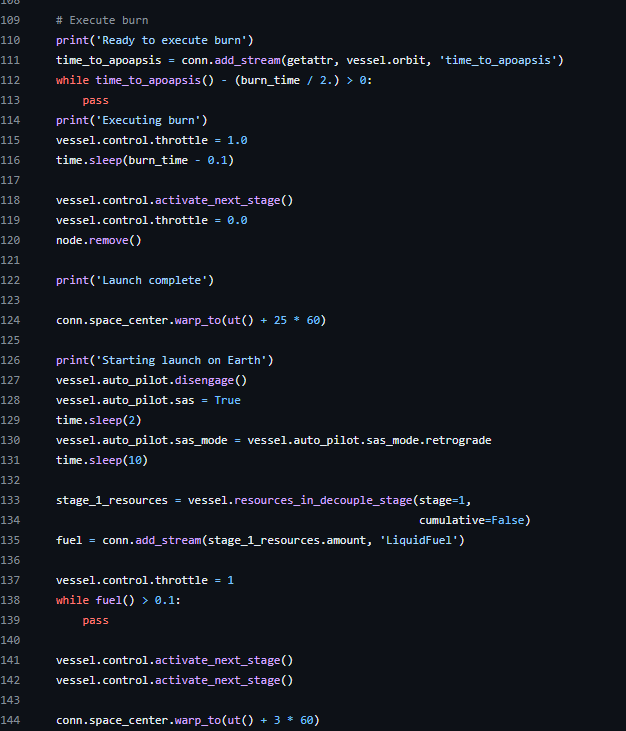 108
109 # Execute burn
110 print('Ready to execute burn')
111 time_to_apoapsis = conn.add_stream(getattr, vessel.orbit, 'time_to_apoapsis')
112 while time_to_apoapsis() - (burn_time / 2.) > 0:
113 pass
114 print('Executing burn')
115 vessel.control.throttle = 1.0
116 time.sleep(burn_time - 0.1)
117
118 vessel.control.activate_next_stage()
119 vessel.control.throttle = 0.0
120 node.remove()
121
122 print('Launch complete')
123
124 conn.space_center.warp_to(ut() + 25 * 60)
125
126 print('Starting launch on Earth')
127 vessel.auto_pilot.disengage()
128 vessel.auto_pilot.sas = True
129 time.sleep(2)
130 vessel.auto_pilot.sas_mode = vessel.auto_pilot.sas_mode.retrograde
131 time.sleep(10)
132
133 stage_1_resources = vessel.resources_in_decouple_stage(stage=1,
134 cumulative=False)
135 fuel = conn.add_stream(stage_1_resources.amount, 'LiquidFuel')
136
137 vessel.control.throttle = 1
138 while fuel() > 0.1:
139 pass
140
141 vessel.control.activate_next_stage()
142 vessel.control.activate_next_stage()
143
144 conn.space_center.warp_to(ut() + 3 * 60)